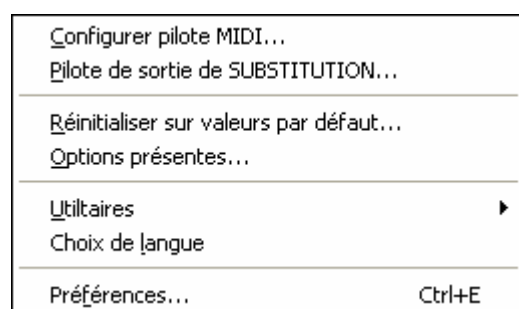 Configurer pilote MIDI...
Pilote de sortie de SUBSTITUTION...
Réinitialiser sur valeurs par défaut...
Options présentes...
Utiltaires
Choix de langue
Préférences... Ctrl+E